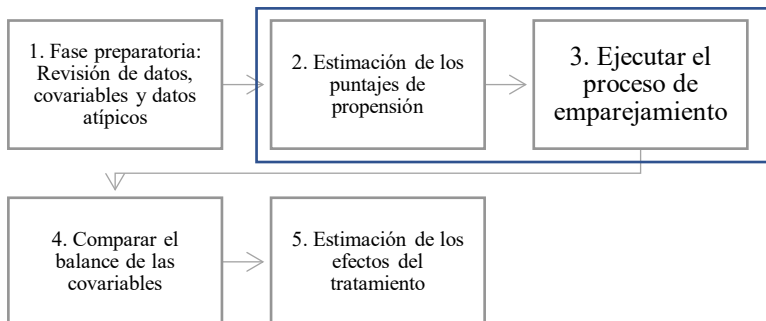 1. Fase preparatoria:
Revisión de datos,
covariables y datos
atípicos
2. Estimación de los
puntajes de
propensión
3. Ejecutar el
proceso de
emparejamiento
4. Comparar el
balance de las
covariables
5. Estimación de los
efectos del
tratamiento